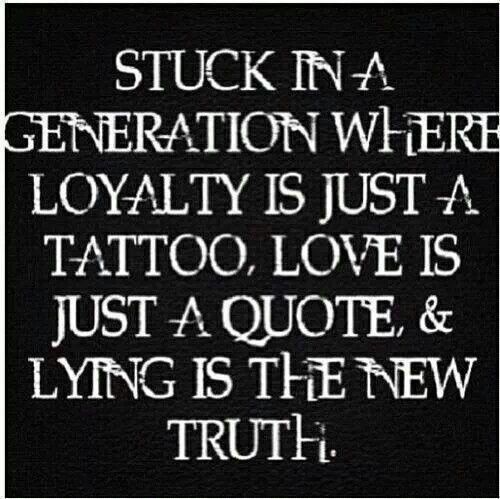 STUCK IN A
GENERATION WHERE
LOYALTY IS JUST A
TATTOO, LOVE IS
JUST A QUOTE, &
LYING IS THE NEW
TRUTH.